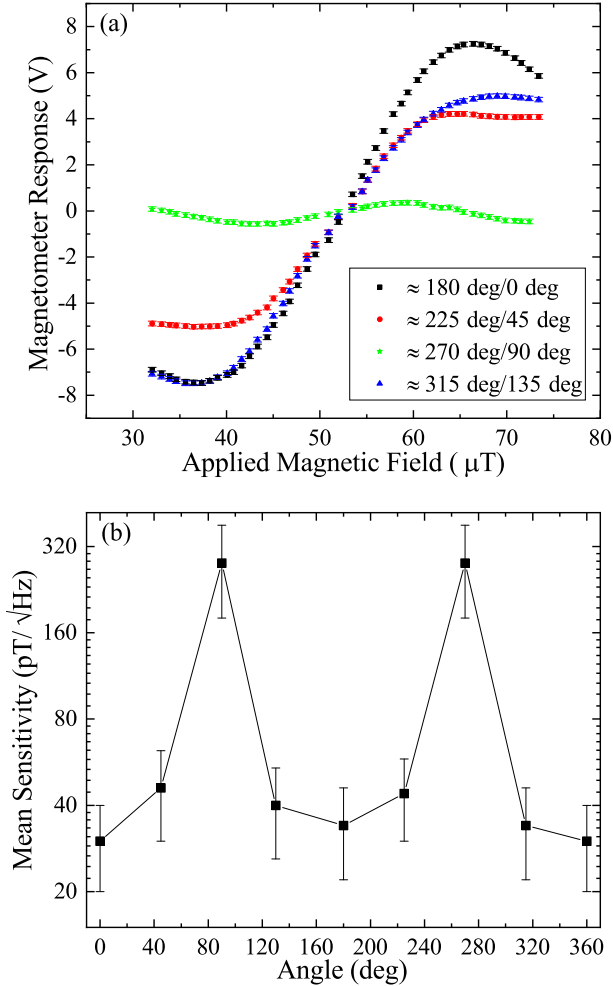 (a)
Magnetometer Response (V)
8
6
4
2
0
-2
-4
-6
-8
≈ 180 deg/0 deg
≈ 225 deg/45 deg
≈ 270 deg/90 deg
≈ 315 deg/135 deg
30 40 50 60 70 80
Applied Magnetic Field ( μT)
(b)
Mean Sensitivity (pT/ √Hz)
320
160
80
40
20
0 40 80 120 160 200 240 280 320 360
Angle (deg)